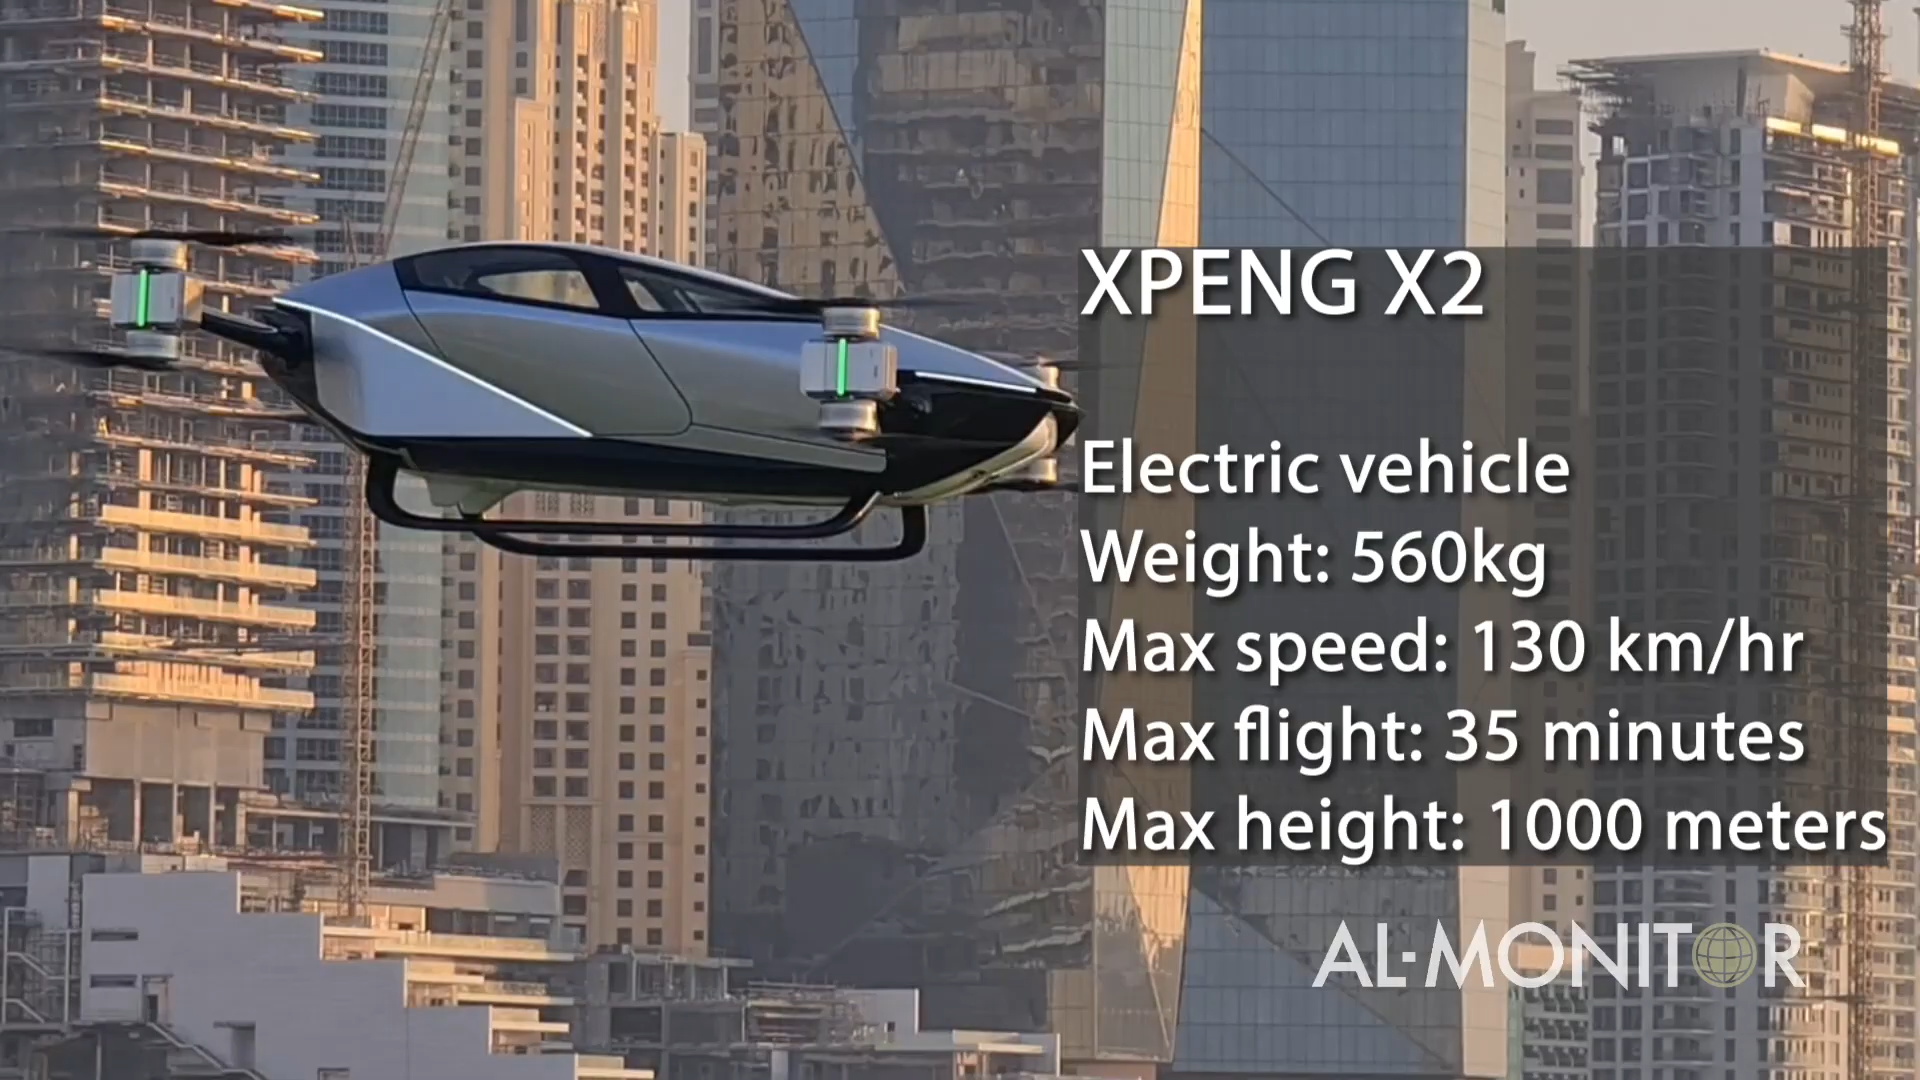 XPENG X2
Electric vehicle
Weight: 560kg
Max speed: 130 km/hr
Max flight: 35 minutes
Max height: 1000 meters
AL-MONITOR